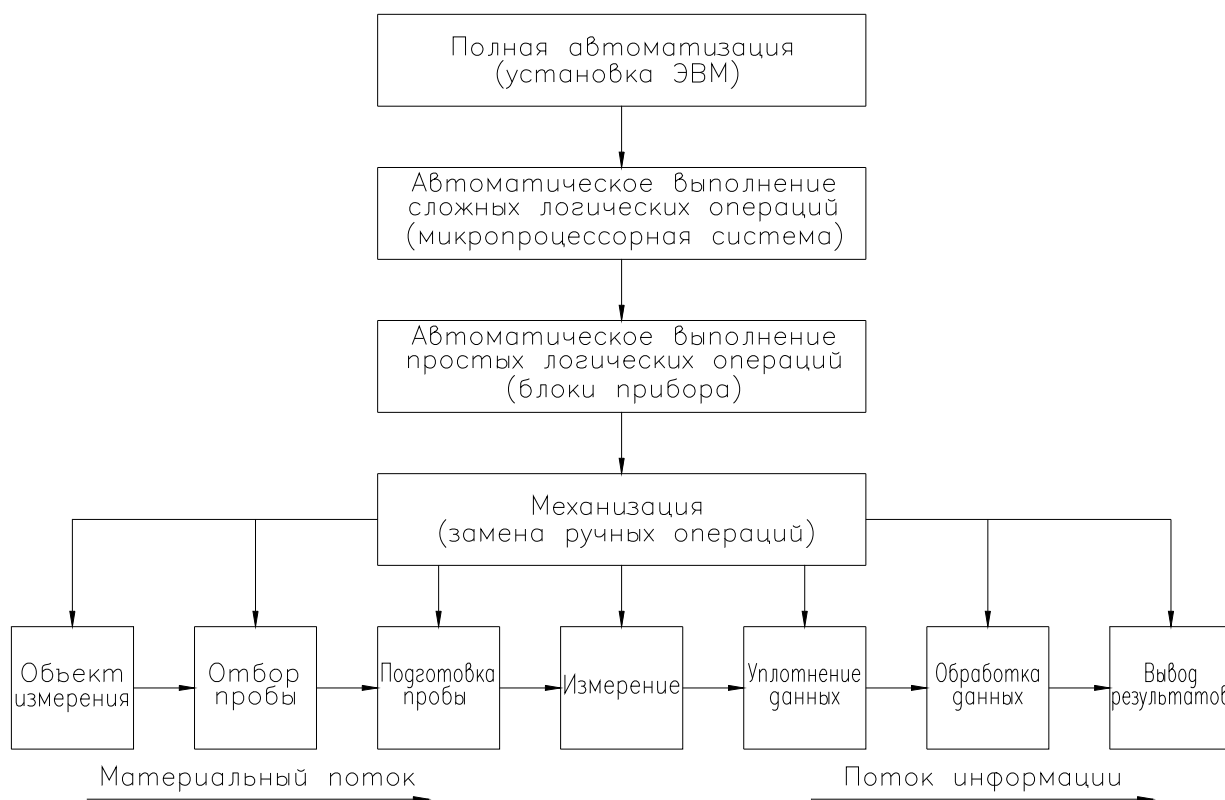 Полная автоматизация
(установка ЭВМ)
Автоматическое выполнение
сложных логических операций
(микропроцессорная система)
Автоматическое выполнение
простых логических операций
(блоки прибора)
Механизация
(замена ручных операций)
Объект
измерения
Отбор
пробы
Подготовка
пробы
Измерение
Уплотнение
данных
Обработка
данных
Вывод
результатов
Материальный поток
Поток информации